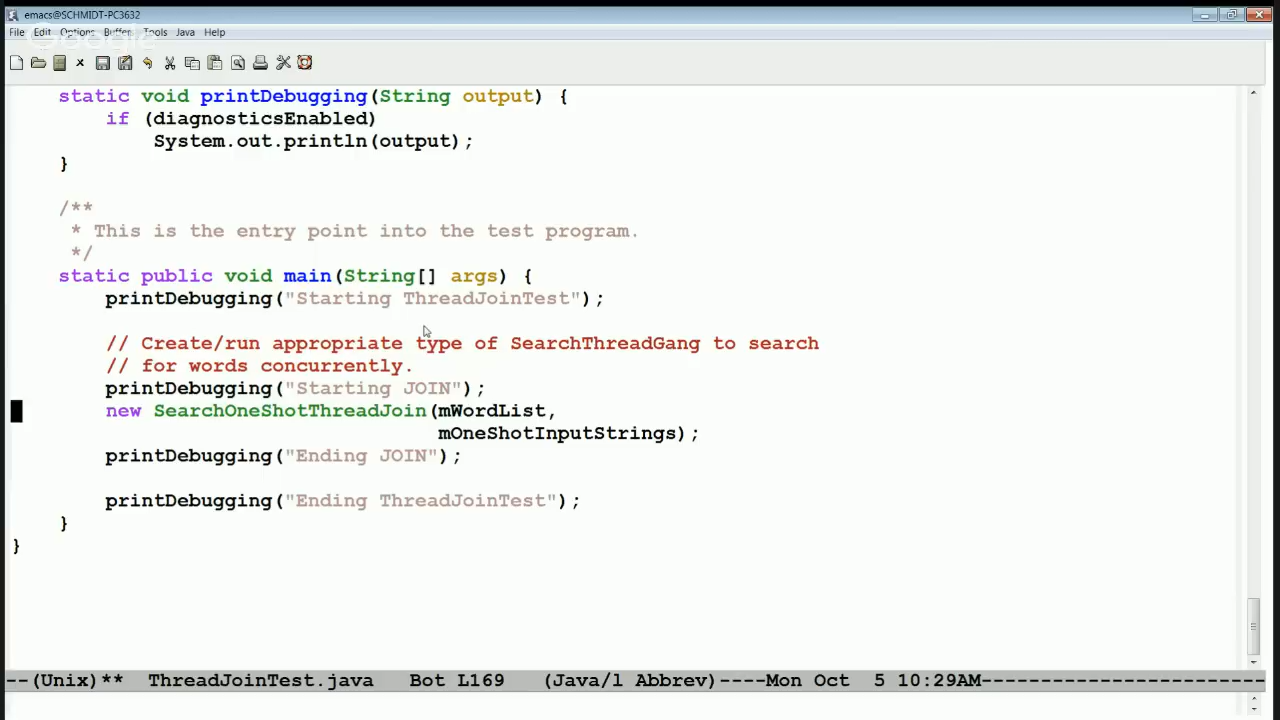 emacs@SCHMIDT-PC3632
File Edit Options Buffer Tools Java Help
Google
static void printDebugging(String output) {
if (diagnosticsEnabled)
System.out.println(output);
}
/**
* This is the entry point into the test program.
*/
static public void main(String[] args) {
printDebugging("Starting ThreadJoinTest");
// Create/run appropriate type of SearchThreadGang to search
// for words concurrently.
printDebugging("Starting JOIN");
new SearchOneShotThreadJoin(mWordList,
mOneShotInputStrings);
printDebugging("Ending JOIN");
printDebugging("Ending ThreadJoinTest");
}
}
--(Unix)** ThreadJoinTest.java Bot L169 (Java/l Abbrev)----Mon Oct 5 10:29AM------------------------